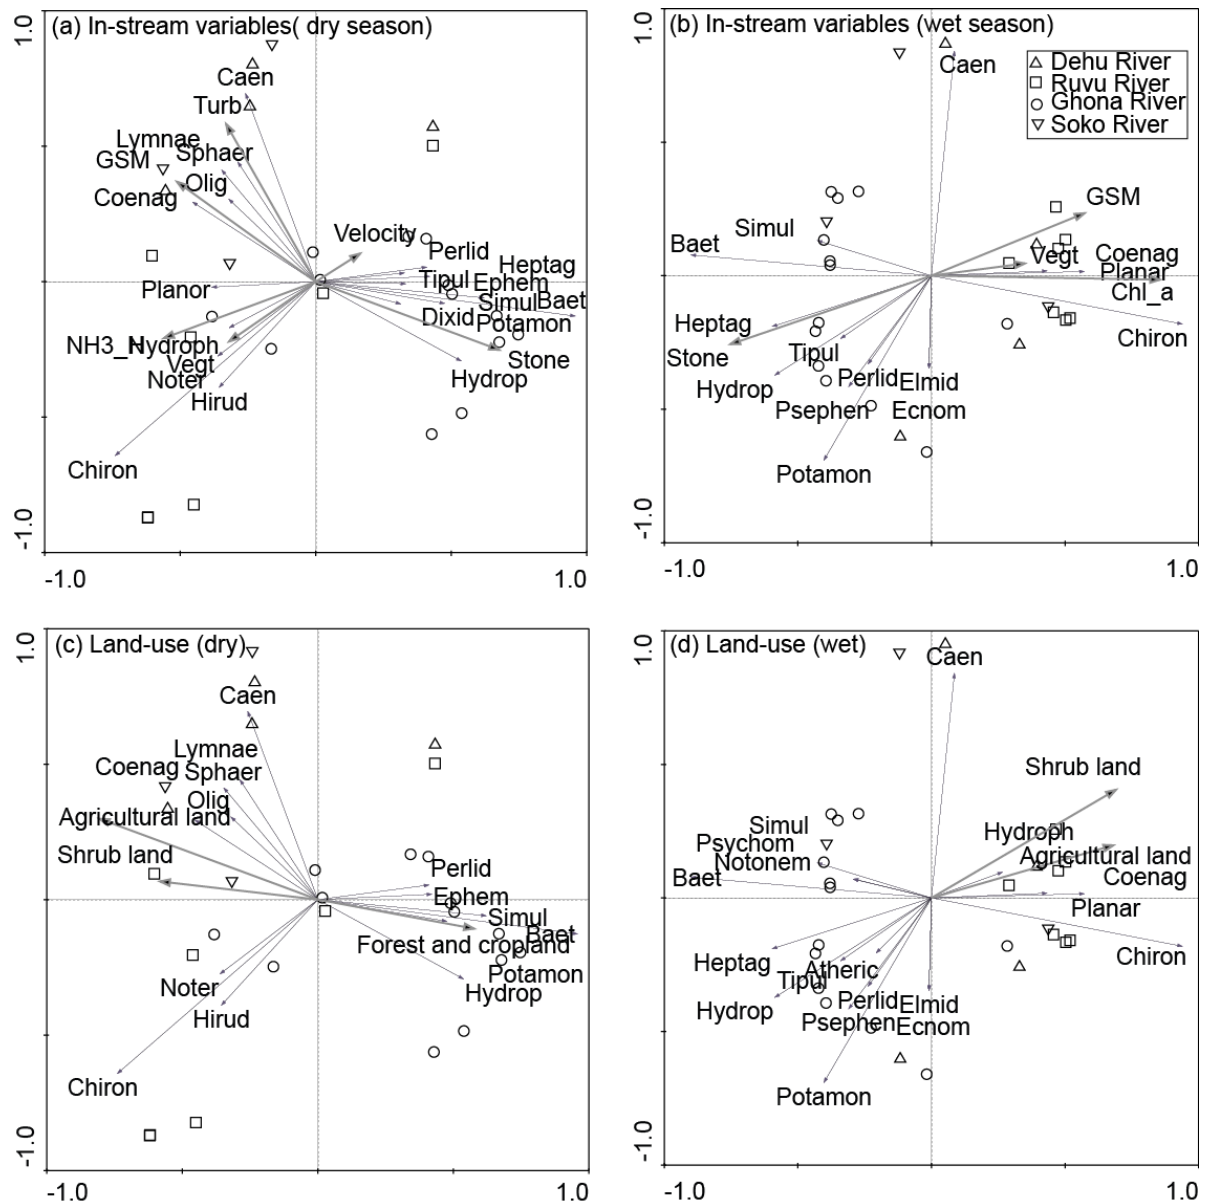 (a) In-stream variables( dry season)
1.0
Caen
Turb
Lymnae
Sphaer
GSM
Olig
Coenag
Velocity
Perlid
Heptag
Tipul Ephem
Planor
SimulBaet
Dixid
Potamon
NH3_N
Hydroph
Vegt
Stone
Noter
Hydrop
Hirud
Chiron
-1.0
-1.0
1.0
(b) In-stream variables (wet season)
1.0
Caen
Dehu River
Ruvu River
Ghona River
Soko River
GSM
Simul
Baet
Vegt
Coenag
Planar
Chl_a
Heptag
Chiron
Stone
Tipul
Hydrop
Perlid
Elmid
Psephen
Ecnom
Potamon
-1.0
-1.0
1.0
(c) Land-use (dry)
1.0
Caen
Lymnae
Coenag
Sphaer
Olig
Agricultural land
Shrub land
Perlid
Ephem
Simul
Baet
Forest and cropland
Potamon
Noter
Hydrop
Hirud
Chiron
-1.0
-1.0
1.0
(d) Land-use (wet)
1.0
Caen
Shrub land
Simul
Hydroph
Psychom
Notonem
Agricultural land
Baet
Coenag
Planar
Heptag
Atheric
Chiron
Tipul
Hydrop
Perlid
Elmid
Psephen
Ecnom
Potamon
-1.0
-1.0
1.0